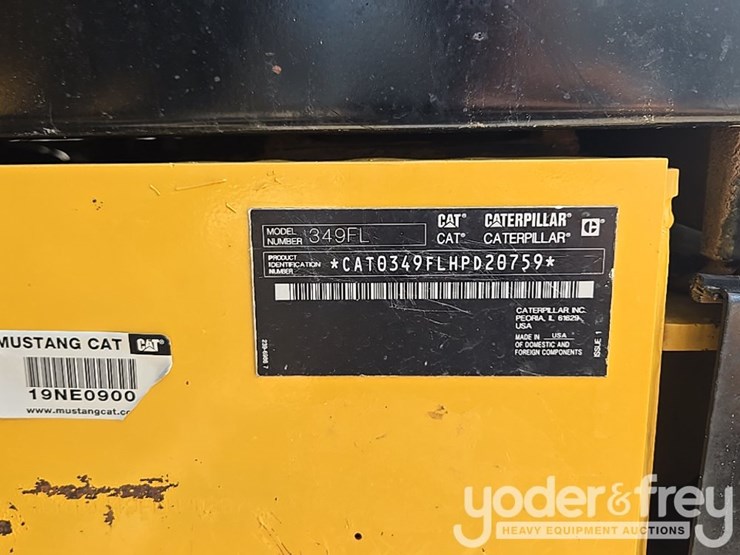 MODEL NUMBER 349FL
CAT® CATERPILLAR® C
CAT® CATERPILLAR®
PRODUCT IDENTIFICATION NUMBER *CAT0349FLHPD20759*
CATERPILLAR INC.
PEORIA, IL 61629
USA
MADE IN USA
OF DOMESTIC AND
FOREIGN COMPONENTS
ISSUE 1
MUSTANG CAT CAT
19NE0900
www.mustangcat.co
yoder&frey
HEAVY EQUIPMENT AUCTIONS